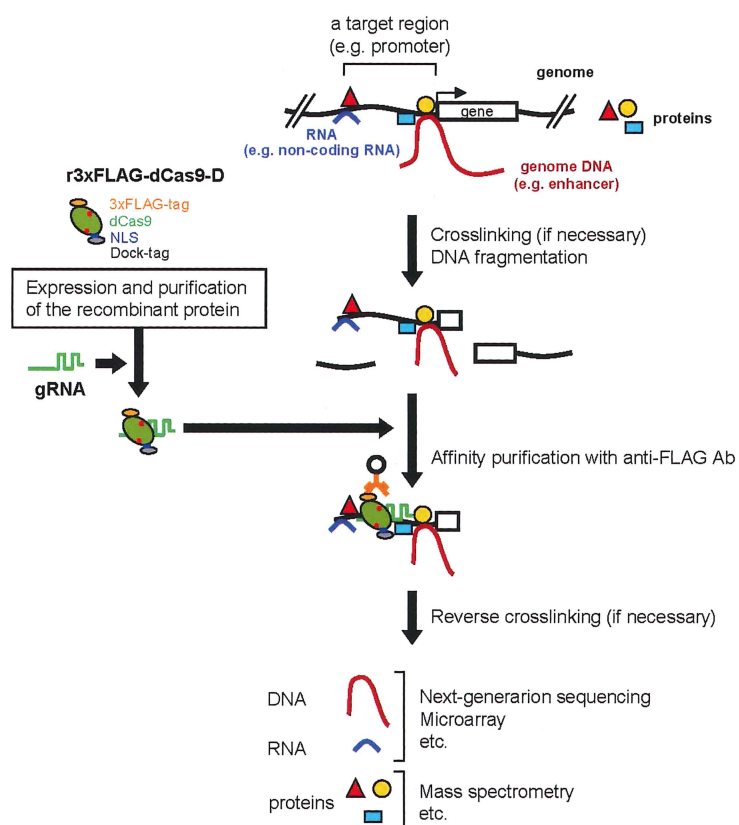 a target region
(e.g. promoter)
genome
gene
proteins
RNA
(e.g. non-coding RNA)
genome DNA
(e.g. enhancer)
r3xFLAG-dCas9-D
3xFLAG-tag
dCas9
NLS
Dock-tag
Expression and purification
of the recombinant protein
gRNA
Crosslinking (if necessary)
DNA fragmentation
Affinity purification with anti-FLAG Ab
Reverse crosslinking (if necessary)
DNA
RNA
Next-generarion sequencing
Microarray
etc.
proteins
Mass spectrometry
etc.